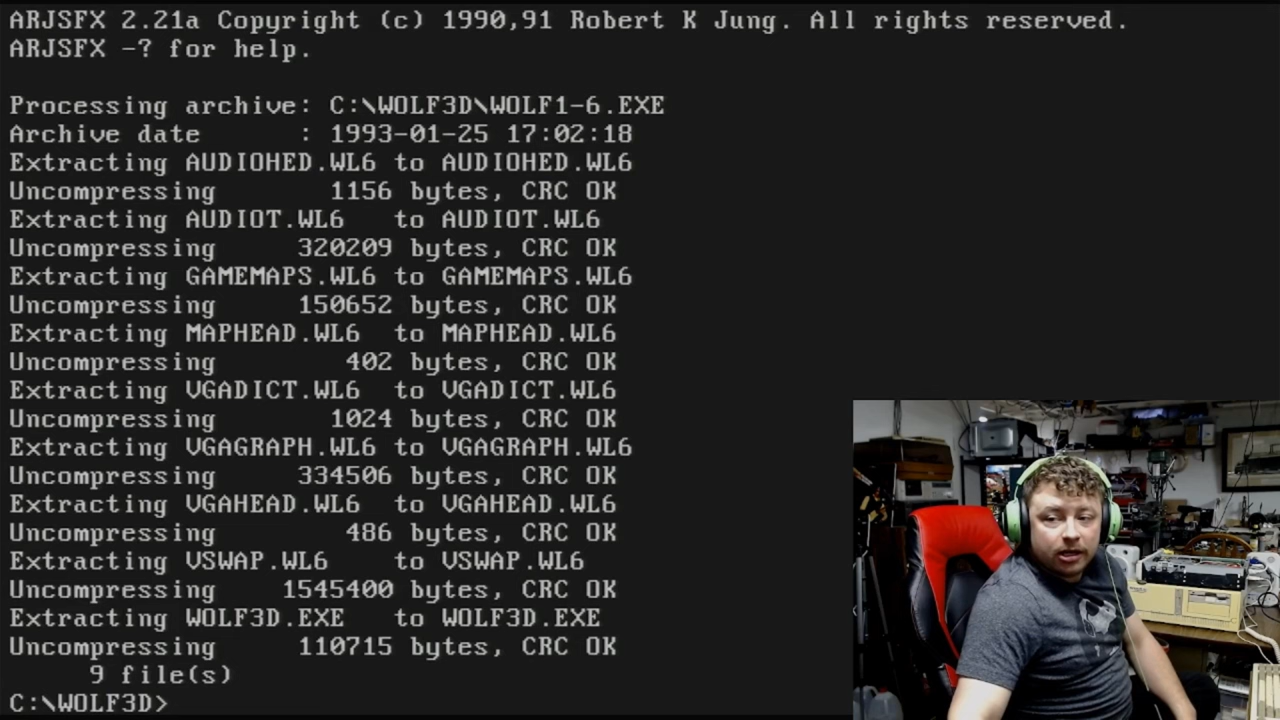 ARJSFX 2.21a Copyright (c) 1990,91 Robert K Jung. All rights reserved.
ARJSFX -? for help.
Processing archive: C:\WOLF3D\WOLF1-6.EXE
Archive date      : 1993-01-25 17:02:18
Extracting AUDIOHED.WL6 to AUDIOHED.WL6
Uncompressing       1156 bytes, CRC OK
Extracting AUDIOT.WL6   to AUDIOT.WL6
Uncompressing     320209 bytes, CRC OK
Extracting GAMEMAPS.WL6 to GAMEMAPS.WL6
Uncompressing     150652 bytes, CRC OK
Extracting MAPHEAD.WL6  to MAPHEAD.WL6
Uncompressing        402 bytes, CRC OK
Extracting VGADICT.WL6  to VGADICT.WL6
Uncompressing       1024 bytes, CRC OK
Extracting VGAGRAPH.WL6 to VGAGRAPH.WL6
Uncompressing     334506 bytes, CRC OK
Extracting VGAHEAD.WL6  to VGAHEAD.WL6
Uncompressing        486 bytes, CRC OK
Extracting VSWAP.WL6    to VSWAP.WL6
Uncompressing    1545400 bytes, CRC OK
Extracting WOLF3D.EXE   to WOLF3D.EXE
Uncompressing     110715 bytes, CRC OK
     9 file(s)
C:\WOLF3D>